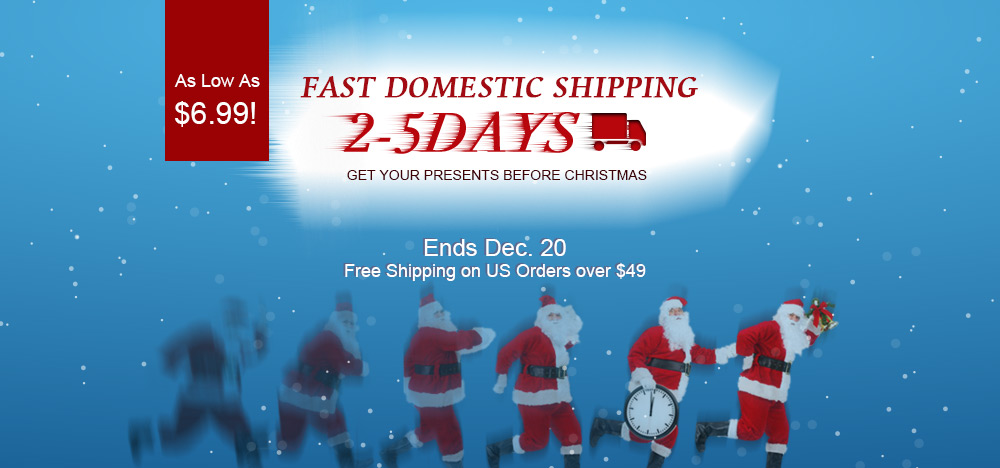 As Low As
$6.99!
FAST DOMESTIC SHIPPING
2-5DAYS
GET YOUR PRESENTS BEFORE CHRISTMAS
Ends Dec. 20
Free Shipping on US Orders over $49